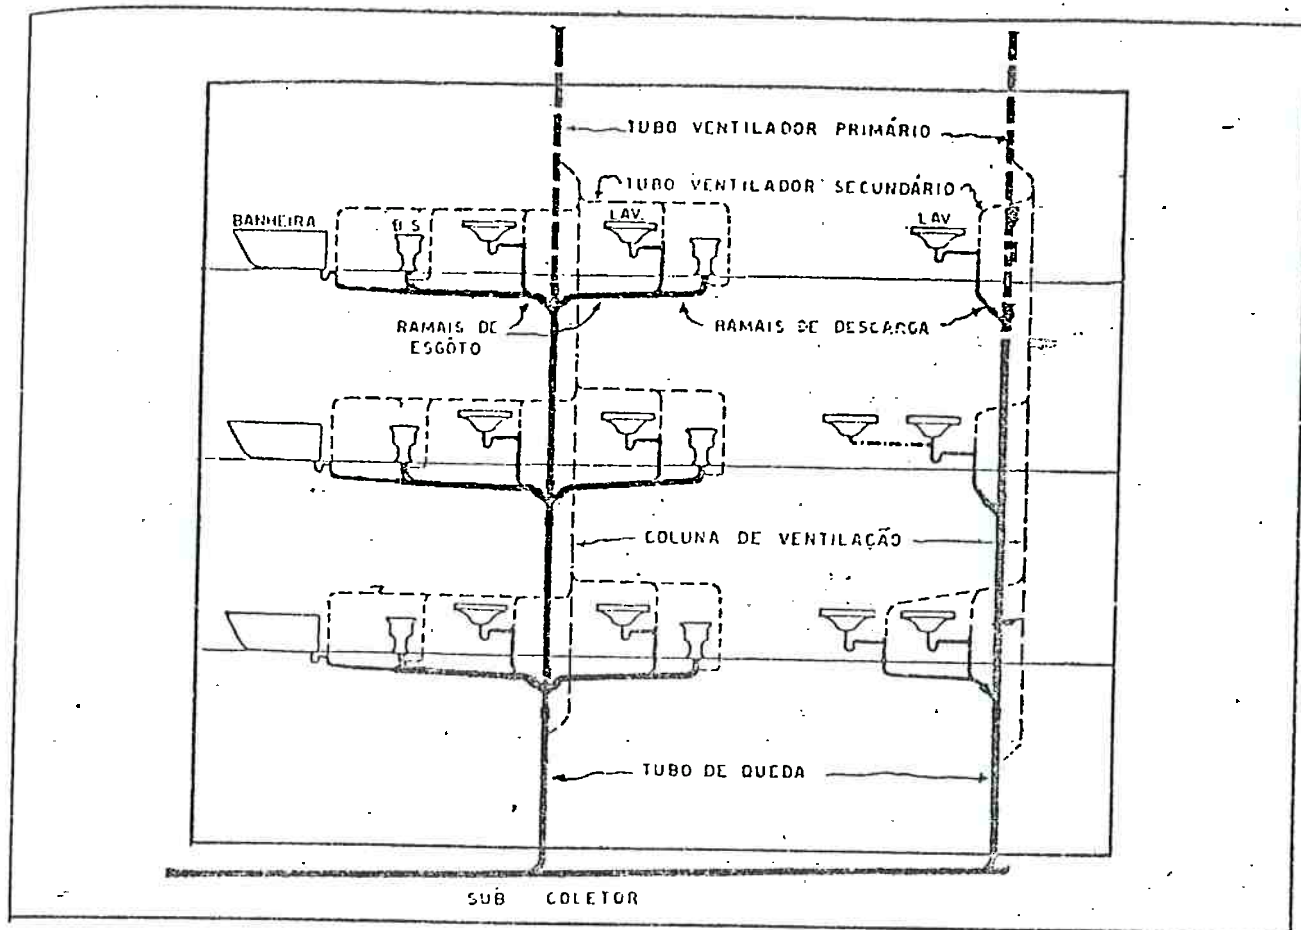 TUBO VENTILADOR PRIMÁRIO
TUBO VENTILADOR SECUNDÁRIO
BANHEIRA
LAV.
LAV
RAMAIS DE
ESGÔTO
RAMAIS DE DESCARGA
COLUNA DE VENTILAÇÃO
TUBO DE QUEDA
SUB COLETOR